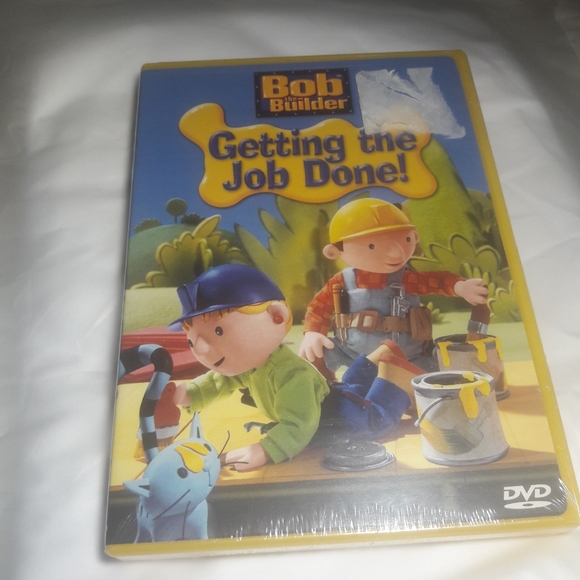 Bob
the
Builder
Getting the
Job Done!
DVD